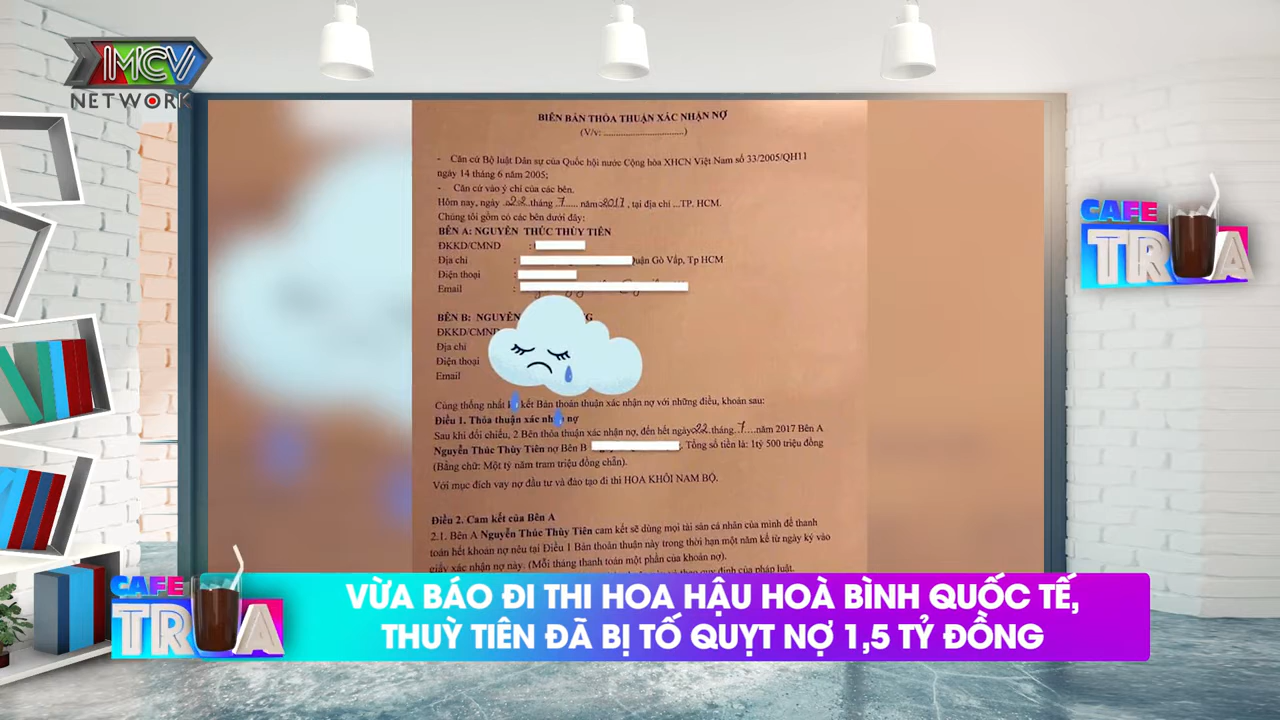 MCV
NETWORK
BIÊN BẢN THỎA THUẬN XÁC NHẬN NỢ
(V/v: ..................................)
- Căn cứ Bộ luật Dân sự của Quốc hội nước Cộng hòa XHCN Việt Nam số 33/2005/QH11
ngày 14 tháng 6 năm 2005;
- Căn cứ vào ý chí của các bên.
Hôm nay, ngày 22 tháng 7 năm 2017, tại địa chỉ ...TP. HCM.
Chúng tôi gồm có các bên dưới đây:
BÊN A: NGUYỄN THÚC THÙY TIÊN
ĐKKD/CMND :
Địa chỉ : Quận Gò Vấp, Tp HCM
Điện thoại :
Email :
BÊN B: NGUYỄN G
ĐKKD/CMND
Địa chỉ
Điện thoại
Email
Cùng thống nhất kết Bản thoản thuận xác nhận nợ với những điều, khoản sau:
Điều 1. Thỏa thuận xác nhận nợ
Sau khi đối chiếu, 2 Bên thỏa thuận xác nhận nợ, đến hết ngày 22 tháng 7 năm 2017 Bên A
Nguyễn Thúc Thùy Tiên nợ Bên B . Tổng số tiền là: 1tỷ 500 triệu đồng
(Bằng chữ: Một tỷ năm trăm triệu đồng chẵn).
Với mục đích vay nợ đầu tư và đào tạo đi thi HOA KHÔI NAM BỘ.
Điều 2. Cam kết của Bên A
2.1. Bên A Nguyễn Thúc Thùy Tiên cam kết sẽ dùng mọi tài sản cá nhân của mình để thanh
toán hết khoản nợ nêu tại Điều 1 Bản thoản thuận này trong thời hạn một năm kể từ ngày ký vào
giấy xác nhận nợ này. (Mỗi tháng thanh toán một phần của khoản nợ).
theo quy định của pháp luật.
CAFE
TRƯA
CAFE
TRƯA
VỪA BÁO ĐI THI HOA HẬU HOÀ BÌNH QUỐC TẾ,
THUỲ TIÊN ĐÃ BỊ TỐ QUỴT NỢ 1,5 TỶ ĐỒNG